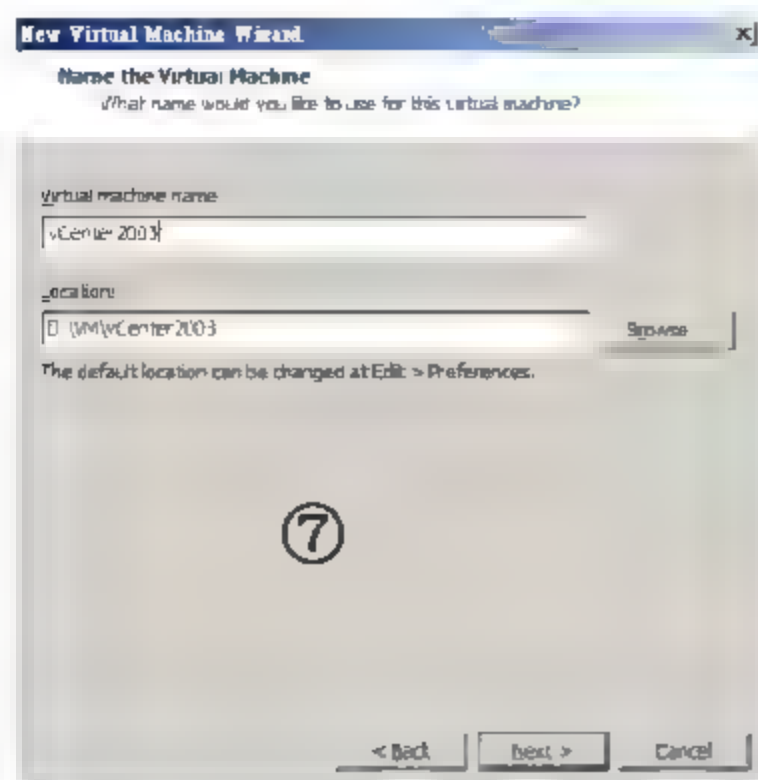 New Virtual Machine Wizard
Name the Virtual Machine
What name would you like to use for this virtual machine?
Virtual machine name
vCenter 2003
Location:
\VM\vCenter 2003
Browse
The default location can be changed at Edit > Preferences.
⑦
< Back
Next >
Cancel